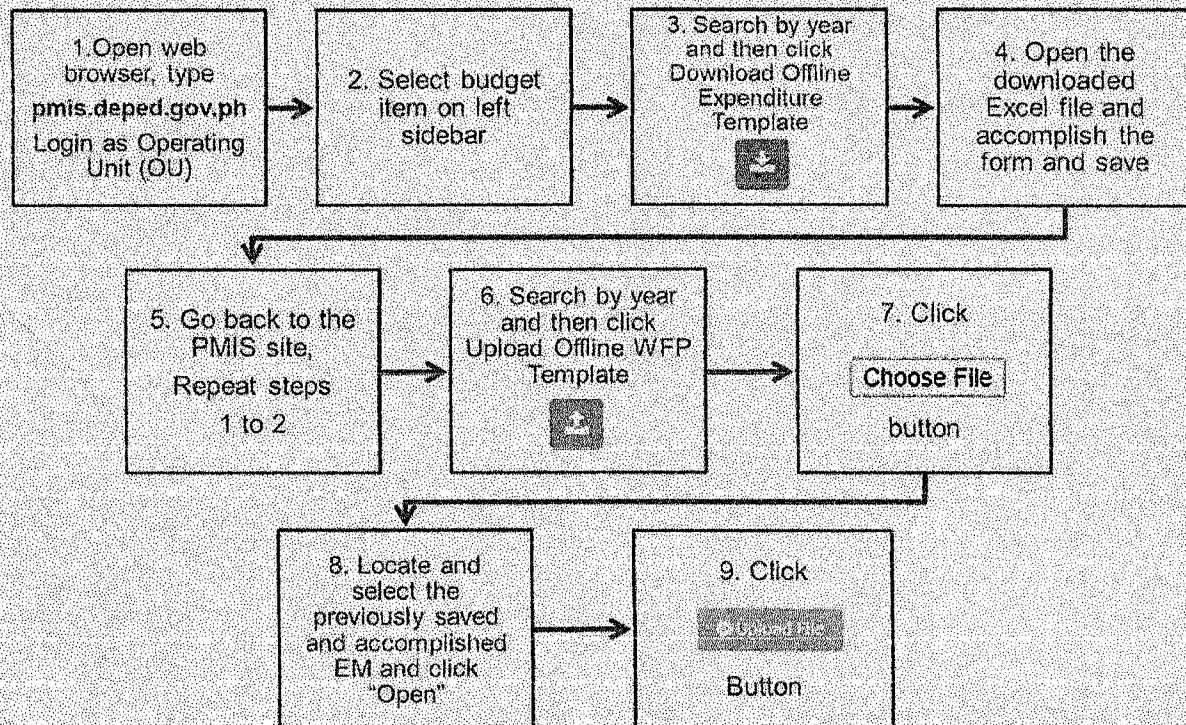 1.Open web
browser, type
pmis.deped.gov.ph
Login as Operating
Unit (OU)
2. Select budget
item on left
sidebar
3. Search by year
and then click
Download Offline
Expenditure
Template
4. Open the
downloaded
Excel file and
accomplish the
form and save
5. Go back to the
PMIS site,
Repeat steps
1 to 2
6. Search by year
and then click
Upload Offline WFP
Template
7. Click
Choose File
button
8. Locate and
select the
previously saved
and accomplished
EM and click
"Open"
9. Click
Upload File
Button